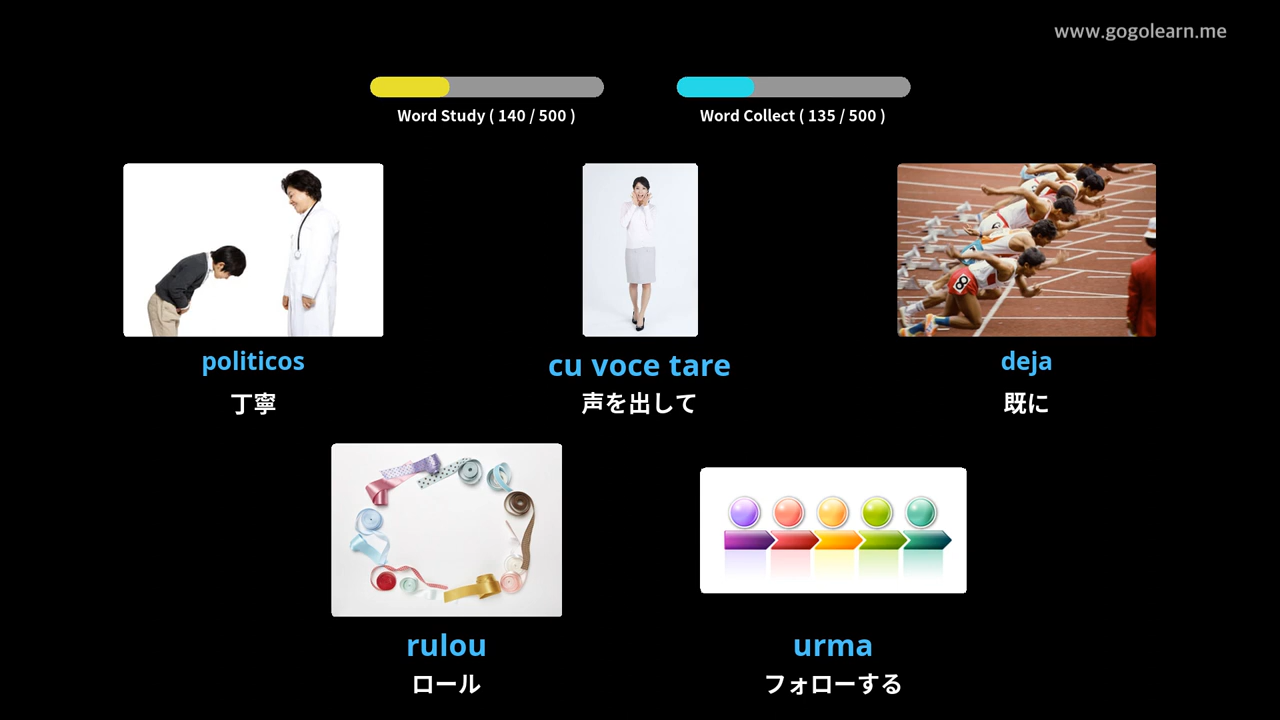 www.gogolearn.me
Word Study ( 140 / 500 )
Word Collect ( 135 / 500 )
politicos
丁寧
cu voce tare
声を出して
deja
既に
rulou
ロール
urma
フォローする